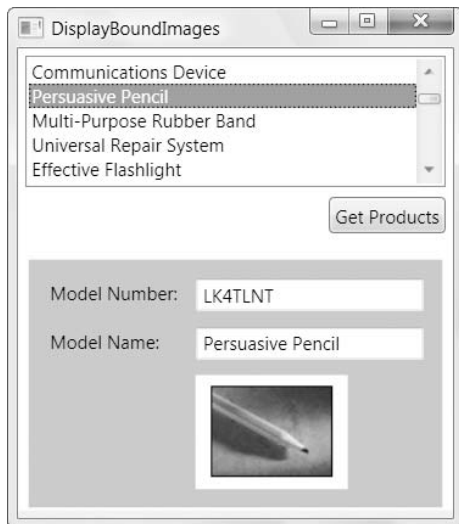 DisplayBoundImages
Communications Device
Persuasive Pencil
Multi-Purpose Rubber Band
Universal Repair System
Effective Flashlight
Get Products
Model Number: LK4TLNT
Model Name: Persuasive Pencil